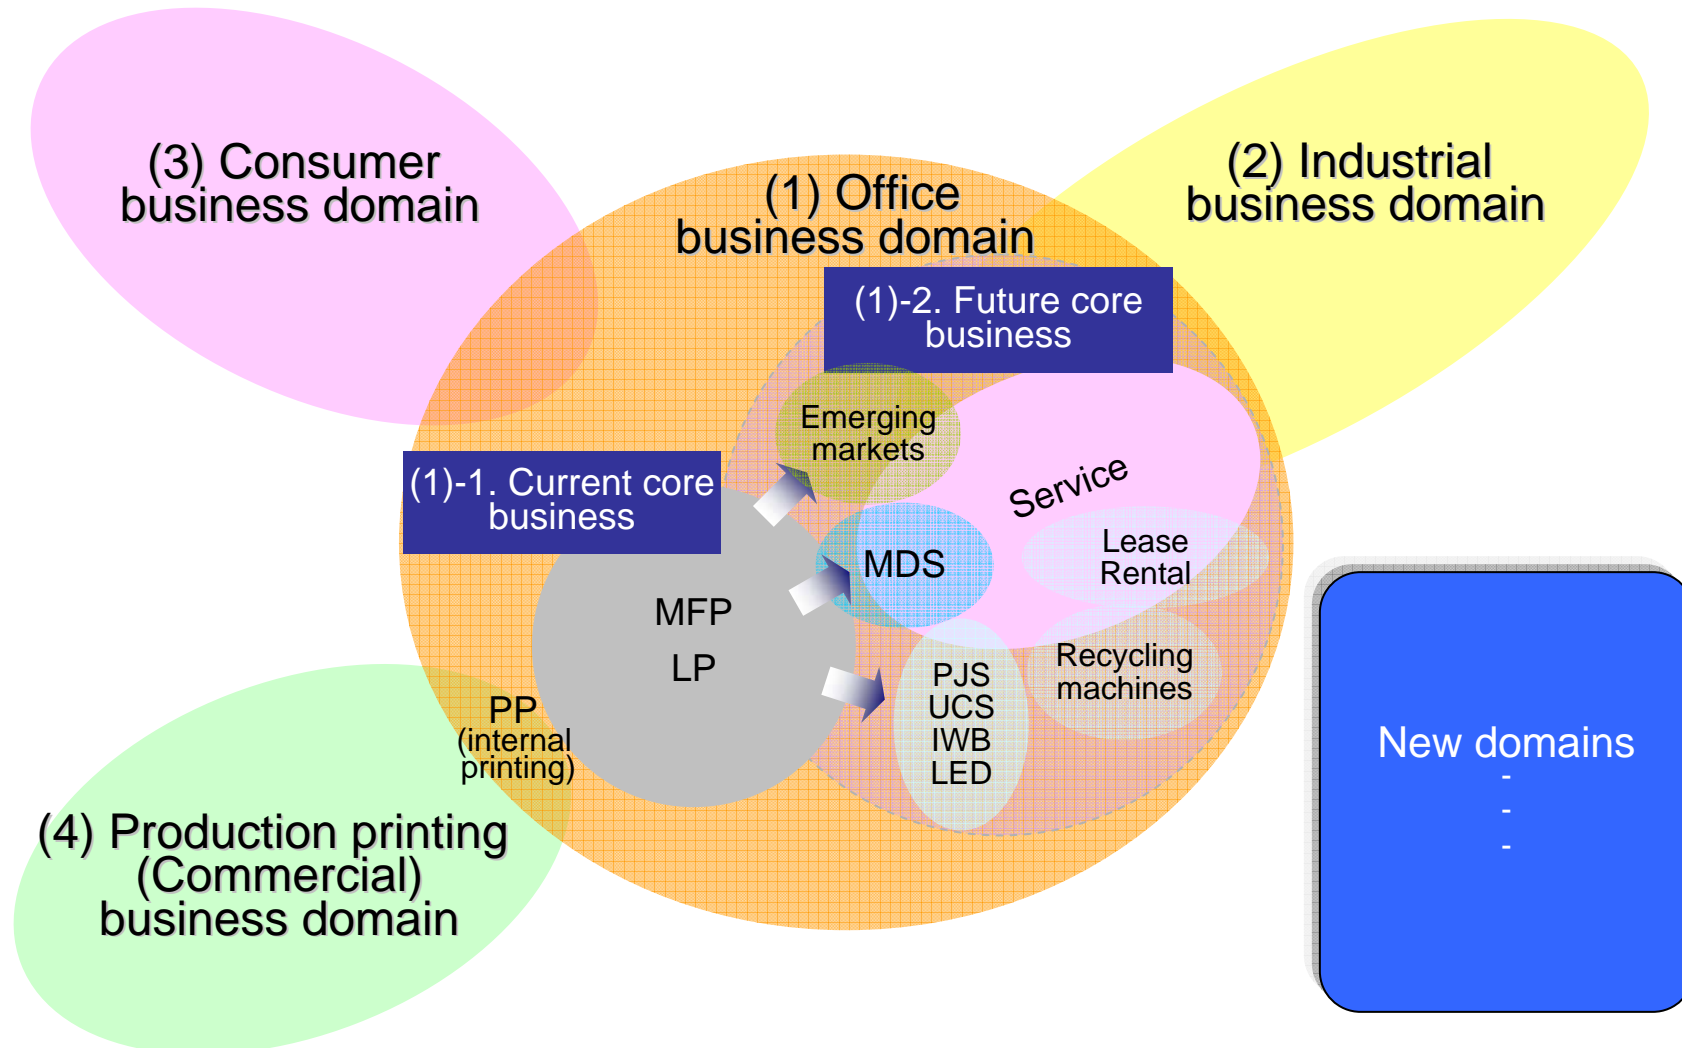 (3) Consumer
business domain
(1) Office
business domain
(2) Industrial
business domain
(1)-2. Future core
business
Emerging
markets
(1)-1. Current core
business
Service
MDS
Lease
Rental
MFP
LP
PJS
UCS
IWB
LED
Recycling
machines
PP
(internal
printing)
(4) Production printing
(Commercial)
business domain
New domains
-
-
-